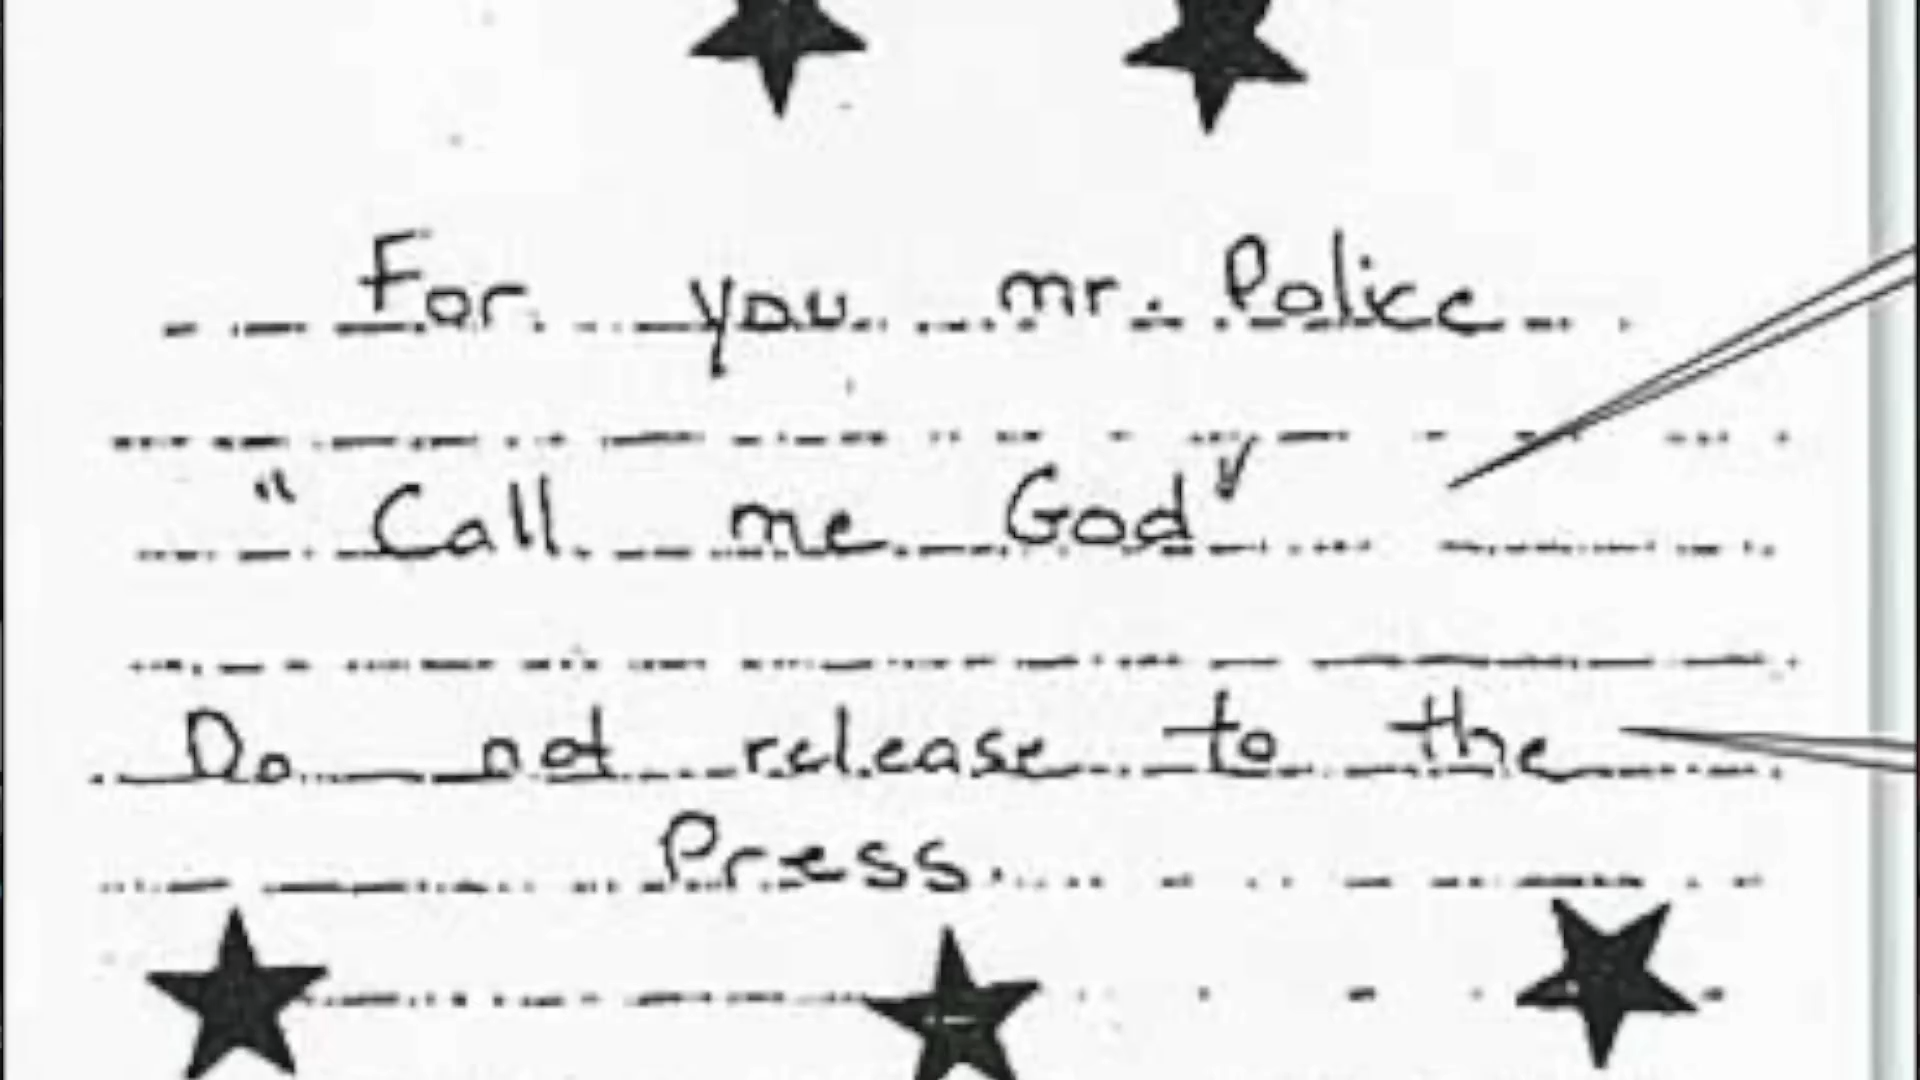 For you mr. Police
"Call me God"
Do not release to the
Press.